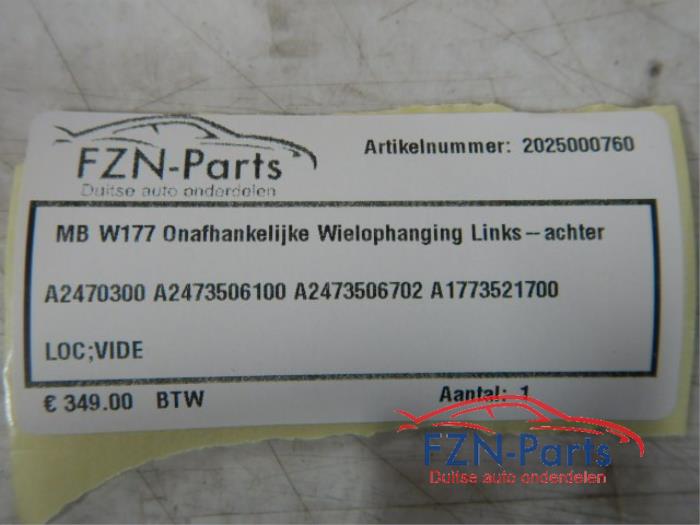 FZN-Parts
Duitse auto onderdelen
Artikelnummer: 2025000760
MB W177 Onafhankelijke Wielophanging Links-achter
A2470300 A2473506100 A2473506702 A1773521700
LOC;VIDE
€ 349.00 BTW
Aantal: 1
FZN-Parts
Duitse auto onderdelen